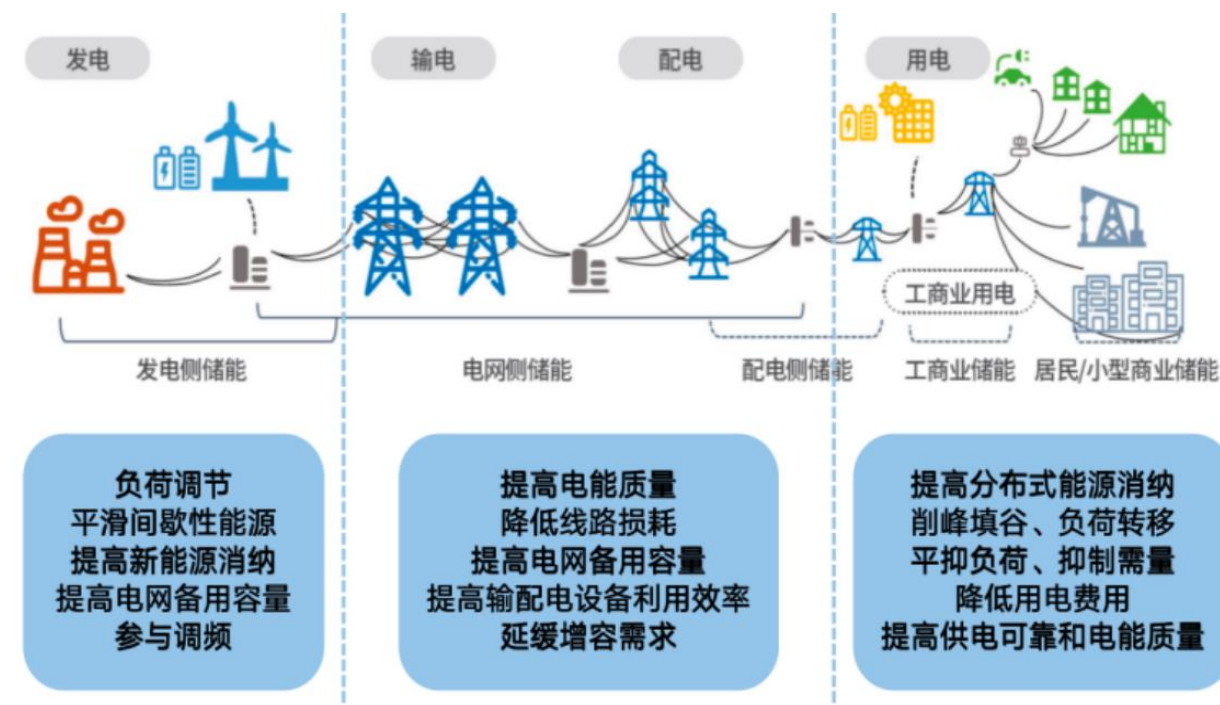 发电
输电
配电
用电
工商业用电
发电侧储能
电网侧储能
配电侧储能
工商业储能
居民/小型商业储能
负荷调节
平滑间歇性能源
提高新能源消纳
提高电网备用容量
参与调频
提高电能质量
降低线路损耗
提高电网备用容量
提高输配电设备利用效率
延缓增容需求
提高分布式能源消纳
削峰填谷、负荷转移
平抑负荷、抑制需量
降低用电费用
提高供电可靠和电能质量